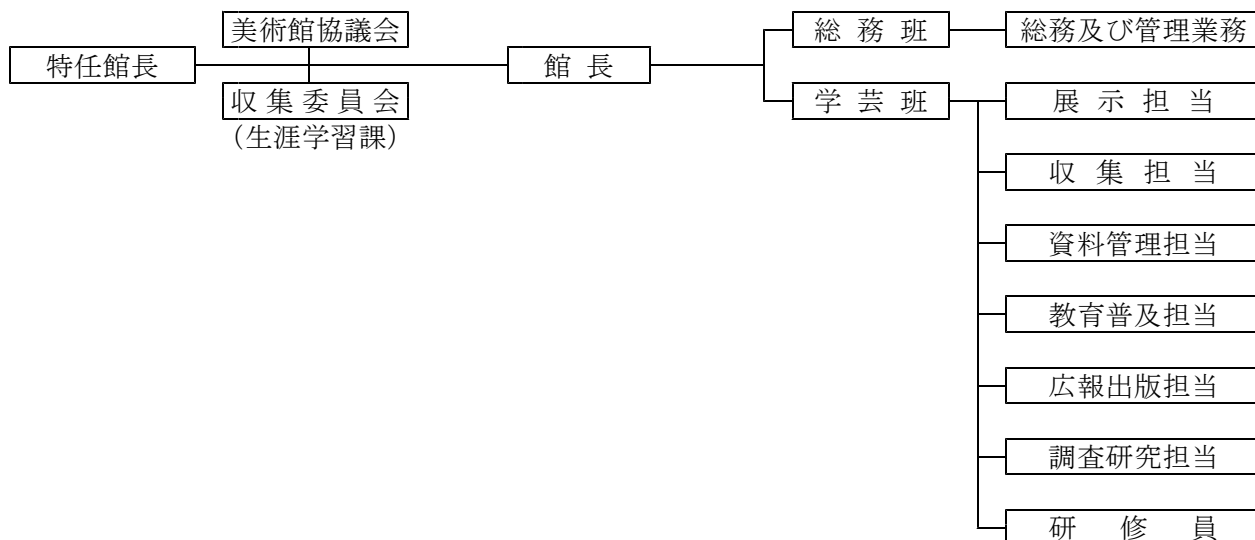 美術館協議会
特任館長
収集委員会
（生涯学習課）
館長
総務班
総務及び管理業務
学芸班
展示担当
収集担当
資料管理担当
教育普及担当
広報出版担当
調査研究担当
研修員